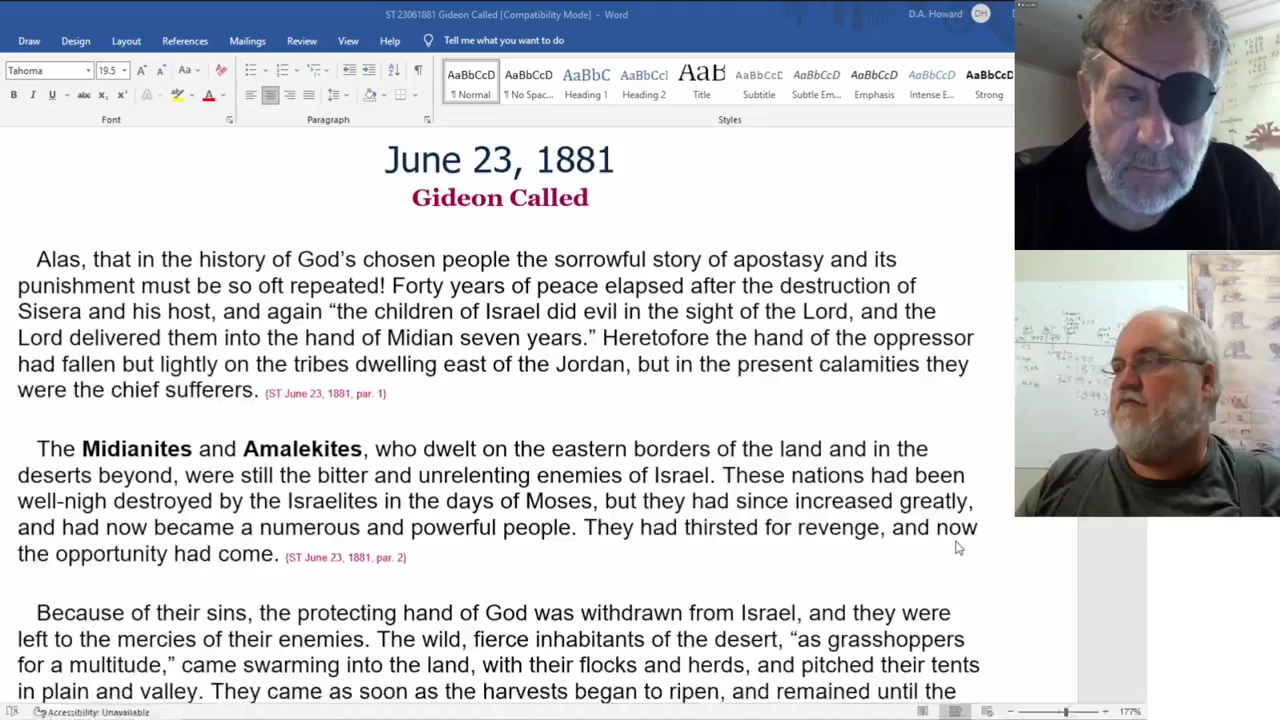 ST 23061881 Gideon Called [Compatibility Mode] - Word
D.A. Howard
DH
Draw Design Layout References Mailings Review View Help Tell me what you want to do
Tahoma 19.5 Aa
AaBbCcD AaBbCcD AaBbC AaBbCcI AaB AaBbCcD AaBbCcD AaBbCcD AaBbCcD AaBbCcD
¶ Normal ¶ No Spac... Heading 1 Heading 2 Title Subtitle Subtle Em... Emphasis Intense E... Strong
Font Paragraph Styles
June 23, 1881
Gideon Called
Alas, that in the history of God’s chosen people the sorrowful story of apostasy and its
punishment must be so oft repeated! Forty years of peace elapsed after the destruction of
Sisera and his host, and again “the children of Israel did evil in the sight of the Lord, and the
Lord delivered them into the hand of Midian seven years.” Heretofore the hand of the oppressor
had fallen but lightly on the tribes dwelling east of the Jordan, but in the present calamities they
were the chief sufferers. {ST June 23, 1881, par. 1}
The Midianites and Amalekites, who dwelt on the eastern borders of the land and in the
deserts beyond, were still the bitter and unrelenting enemies of Israel. These nations had been
well-nigh destroyed by the Israelites in the days of Moses, but they had since increased greatly,
and had now became a numerous and powerful people. They had thirsted for revenge, and now
the opportunity had come. {ST June 23, 1881, par. 2}
Because of their sins, the protecting hand of God was withdrawn from Israel, and they were
left to the mercies of their enemies. The wild, fierce inhabitants of the desert, “as grasshoppers
for a multitude,” came swarming into the land, with their flocks and herds, and pitched their tents
in plain and valley. They came as soon as the harvests began to ripen, and remained until the
Accessibility: Unavailable
177%